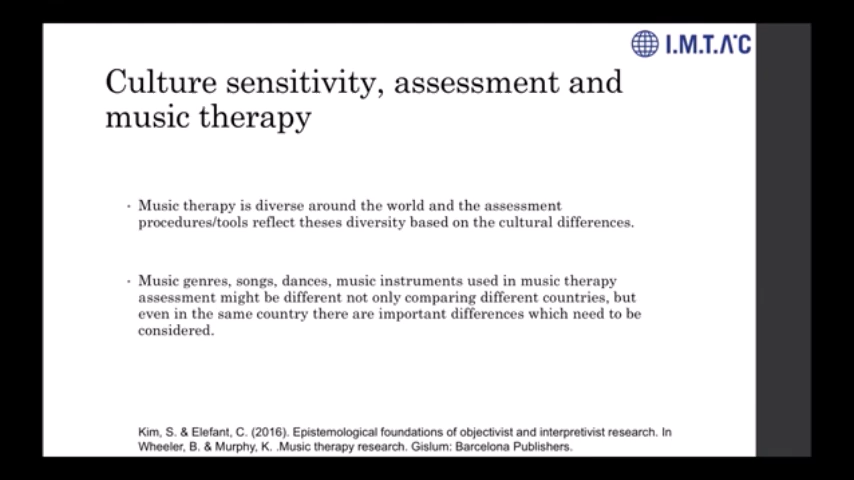 I.M.T.A'C
Culture sensitivity, assessment and
music therapy
• Music therapy is diverse around the world and the assessment
procedures/tools reflect theses diversity based on the cultural differences.
• Music genres, songs, dances, music instruments used in music therapy
assessment might be different not only comparing different countries, but
even in the same country there are important differences which need to be
considered.
Kim, S. & Elefant, C. (2016). Epistemological foundations of objectivist and interpretivist research. In
Wheeler, B. & Murphy, K. .Music therapy research. Gislum: Barcelona Publishers.